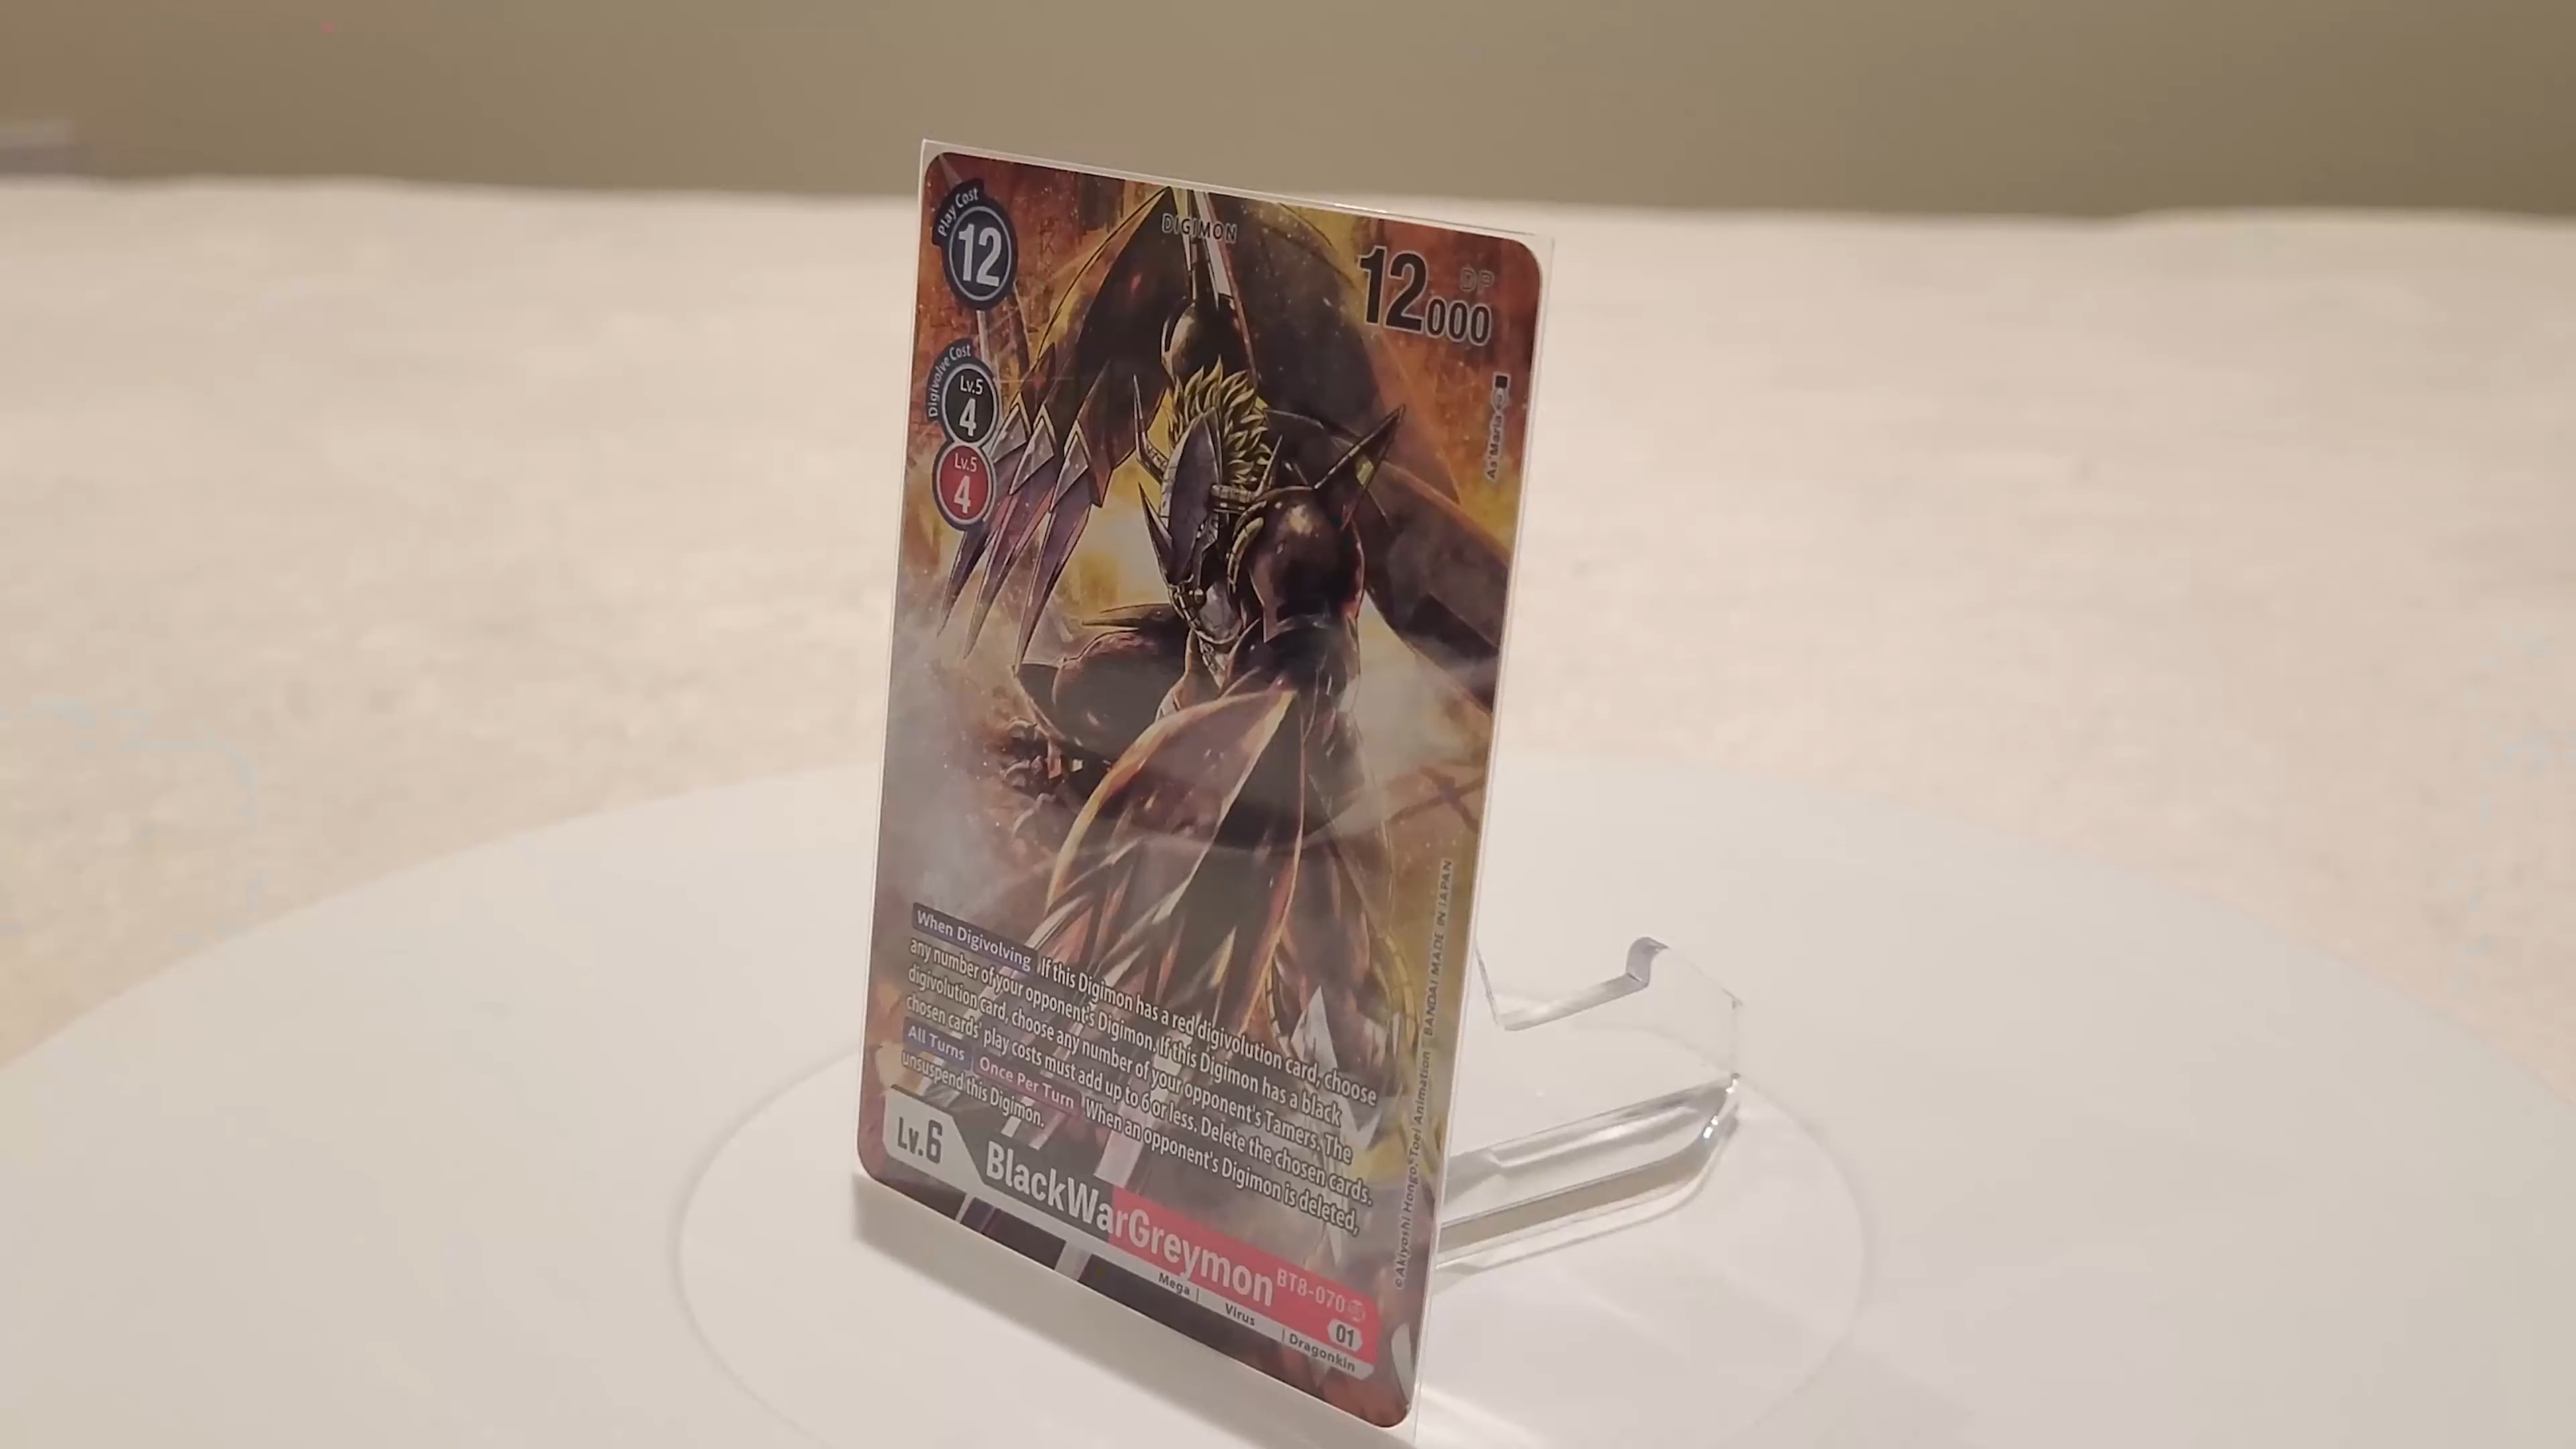 Play Cost
12
DIGIMON
DP
12000
Digivolve Cost
Lv.5
4
Lv.5
4
As'Maria
When Digivolving If this Digimon has a red digivolution card, choose
any number of your opponent's Digimon. If this Digimon has a black
digivolution card, choose any number of your opponent's Tamers. The
chosen cards' play costs must add up to 6 or less. Delete the chosen cards.
All Turns Once Per Turn When an opponent's Digimon is deleted,
unsuspend this Digimon.
Lv.6
BlackWarGreymon
BT8-070
01
Mega | Virus | Dragonkin
©Akiyoshi Hongo, Toei Animation BANDAI MADE IN JAPAN